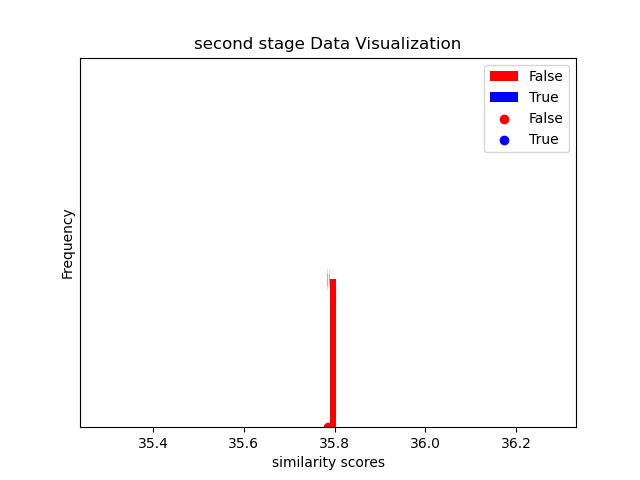 second stage Data Visualization
False
True
False
True
Frequency
35.4 35.6 35.8 36.0 36.2
similarity scores